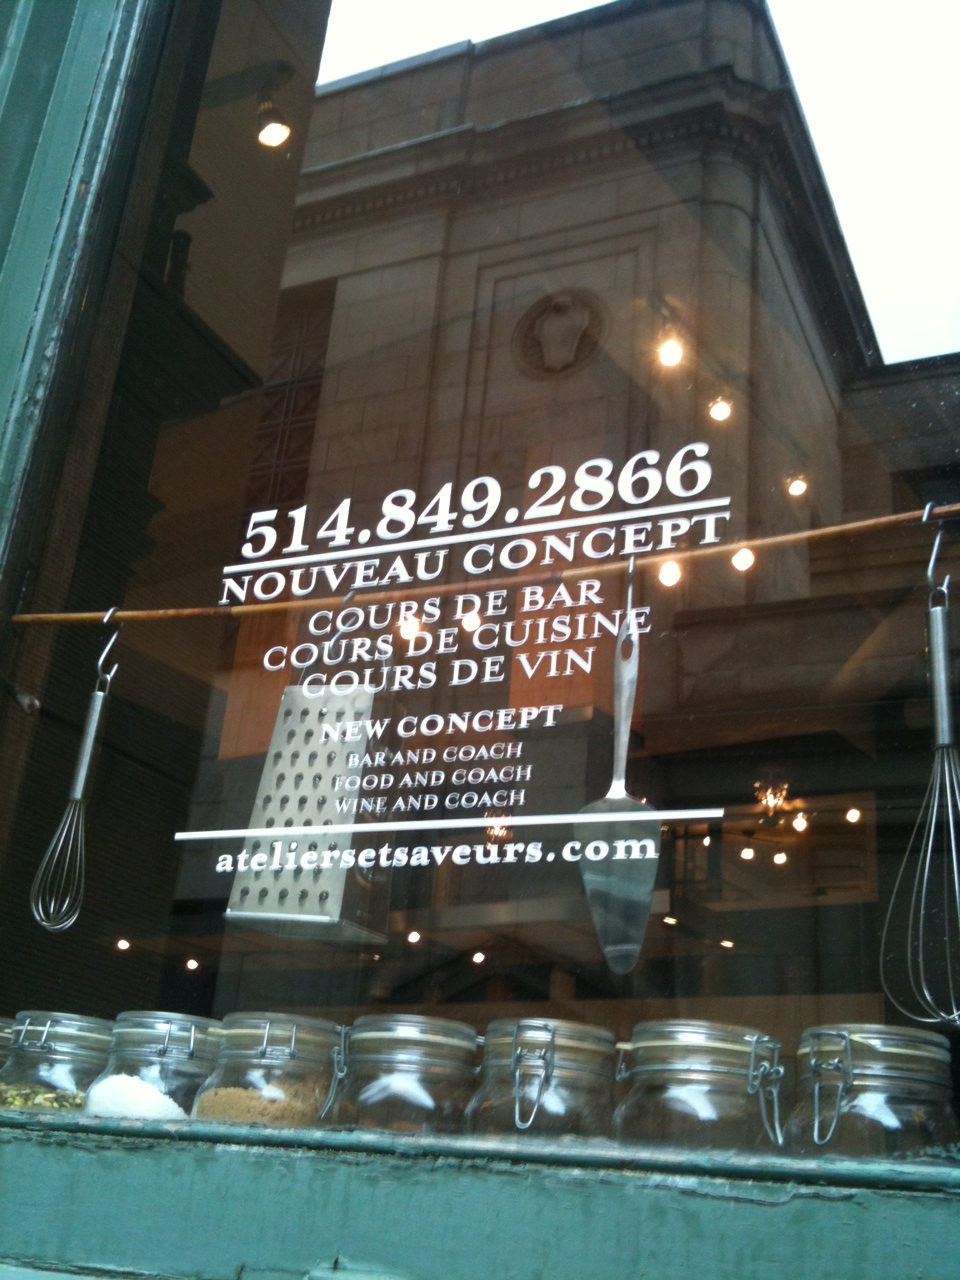 514.849.2866
NOUVEAU CONCEPT
COURS DE BAR
COURS DE CUISINE
COURS DE VIN
NEW CONCEPT
BAR AND COACH
FOOD AND COACH
WINE AND COACH
ateliersetsaveurs.com